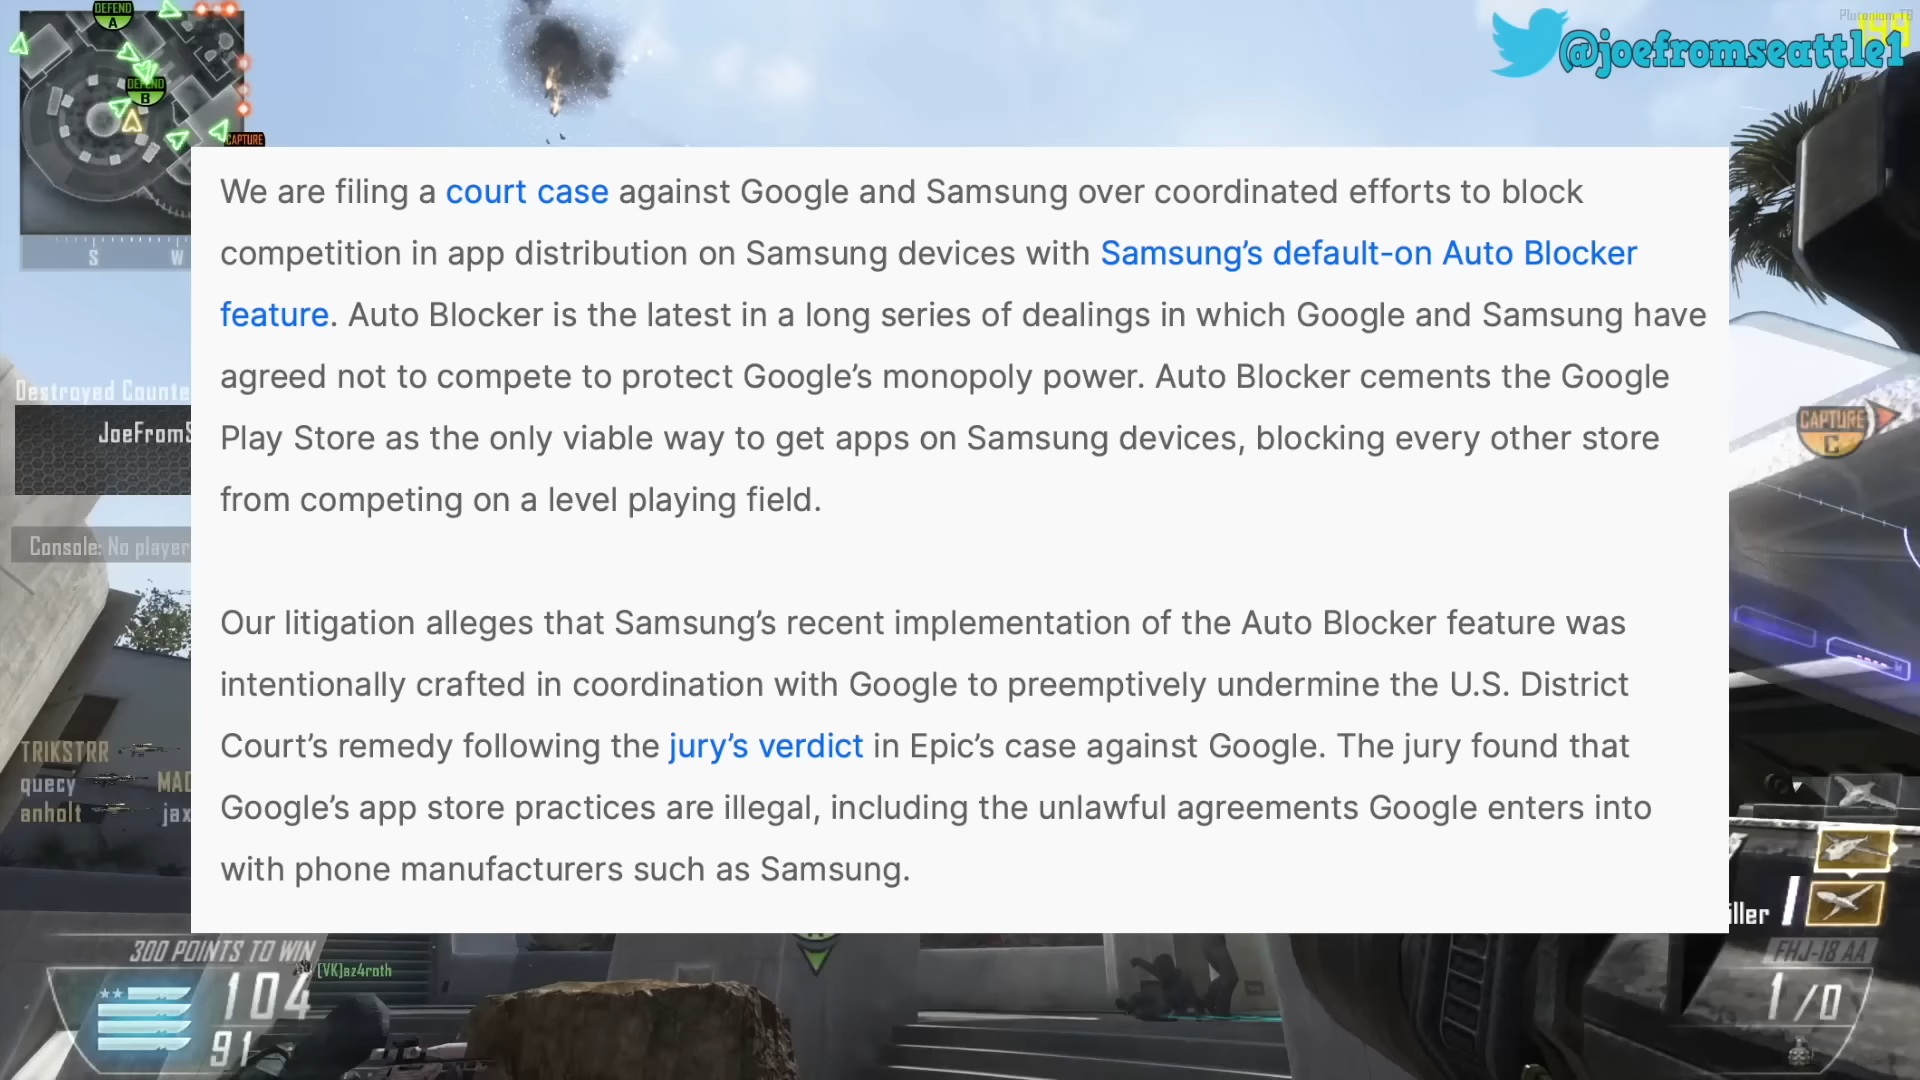 DEFEND
A
DEFEND
B
CAPTURE
S
W
Plutonium T6
@joefromseattle1
We are filing a court case against Google and Samsung over coordinated efforts to block
competition in app distribution on Samsung devices with Samsung’s default-on Auto Blocker
feature. Auto Blocker is the latest in a long series of dealings in which Google and Samsung have
agreed not to compete to protect Google’s monopoly power. Auto Blocker cements the Google
Play Store as the only viable way to get apps on Samsung devices, blocking every other store
from competing on a level playing field.
Our litigation alleges that Samsung’s recent implementation of the Auto Blocker feature was
intentionally crafted in coordination with Google to preemptively undermine the U.S. District
Court’s remedy following the jury’s verdict in Epic’s case against Google. The jury found that
Google’s app store practices are illegal, including the unlawful agreements Google enters into
with phone manufacturers such as Samsung.
Destroyed Counte
JoeFromS
Console: No player
CAPTURE
C
TRIKSTRR
quecy MAD
anholt jax
iller
300 POINTS TO WIN
[VK]az4roth
104
91
FHJ-18 AA
1/0